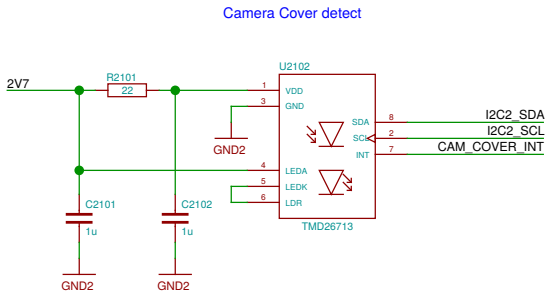 Camera Cover detect
U2102
2V7
R2101
22
1 VDD
3 GND
SDA 8 I2C2_SDA
SCL 2 I2C2_SCL
INT 7 CAM_COVER_INT
GND2
4 LEDA
5 LEDK
6 LDR
C2101
1u
C2102
1u
TMD26713
GND2
GND2